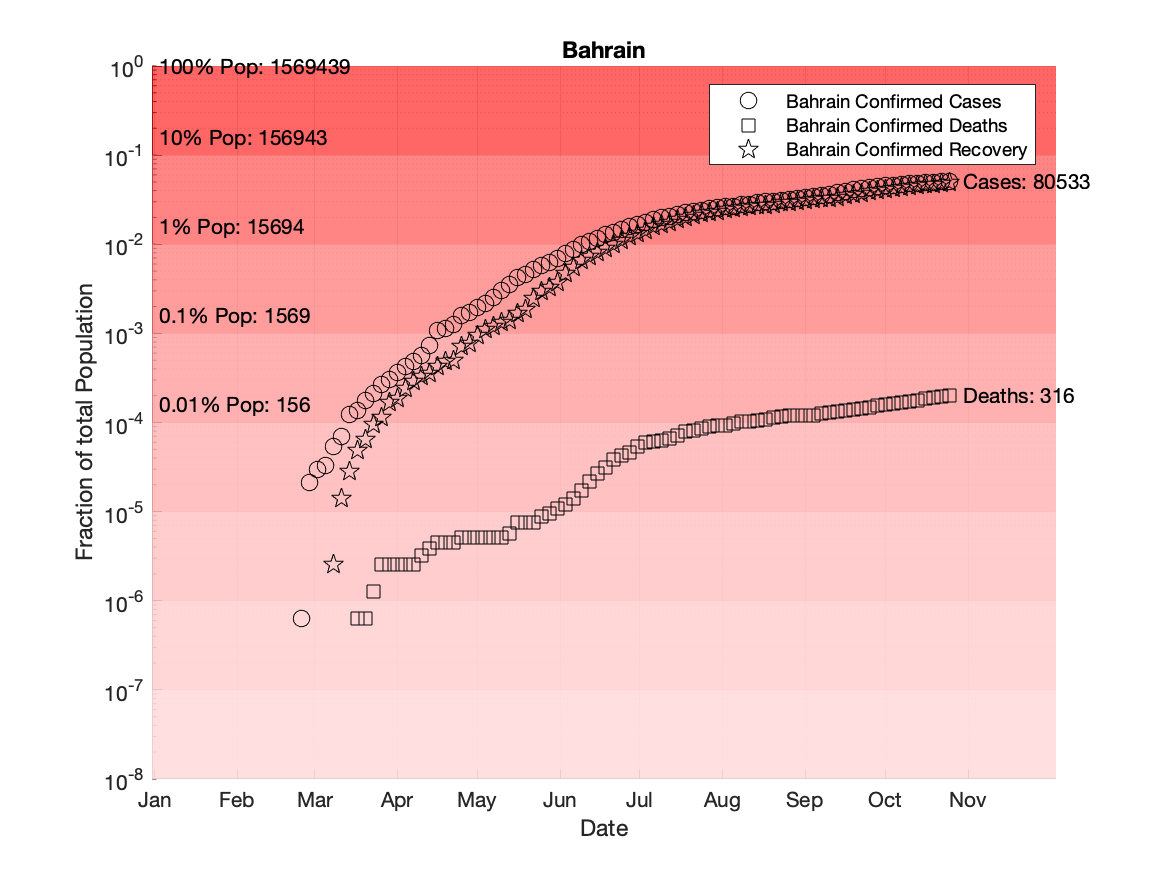 Bahrain
10^0
10^-1
10^-2
10^-3
10^-4
10^-5
10^-6
10^-7
10^-8
Fraction of total Population
100% Pop: 1569439
10% Pop: 156943
1% Pop: 15694
0.1% Pop: 1569
0.01% Pop: 156
Bahrain Confirmed Cases
Bahrain Confirmed Deaths
Bahrain Confirmed Recovery
Cases: 80533
Deaths: 316
Jan Feb Mar Apr May Jun Jul Aug Sep Oct Nov
Date